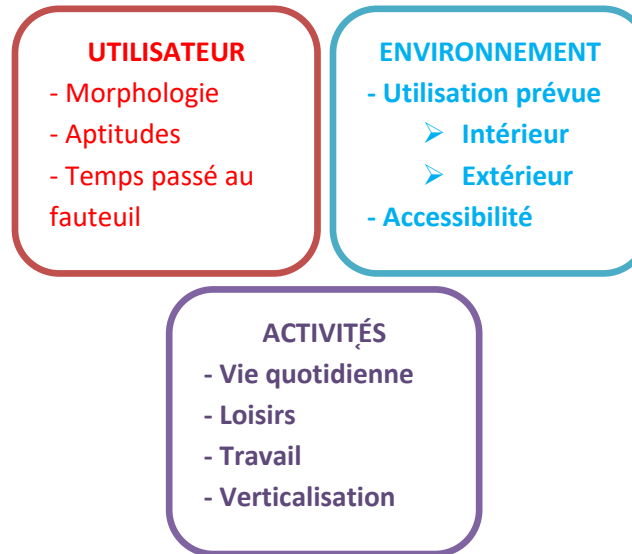 UTILISATEUR
- Morphologie
- Aptitudes
- Temps passé au
fauteuil
ENVIRONNEMENT
- Utilisation prévue
➢ Intérieur
➢ Extérieur
- Accessibilité
ACTIVITÉS
- Vie quotidienne
- Loisirs
- Travail
- Verticalisation